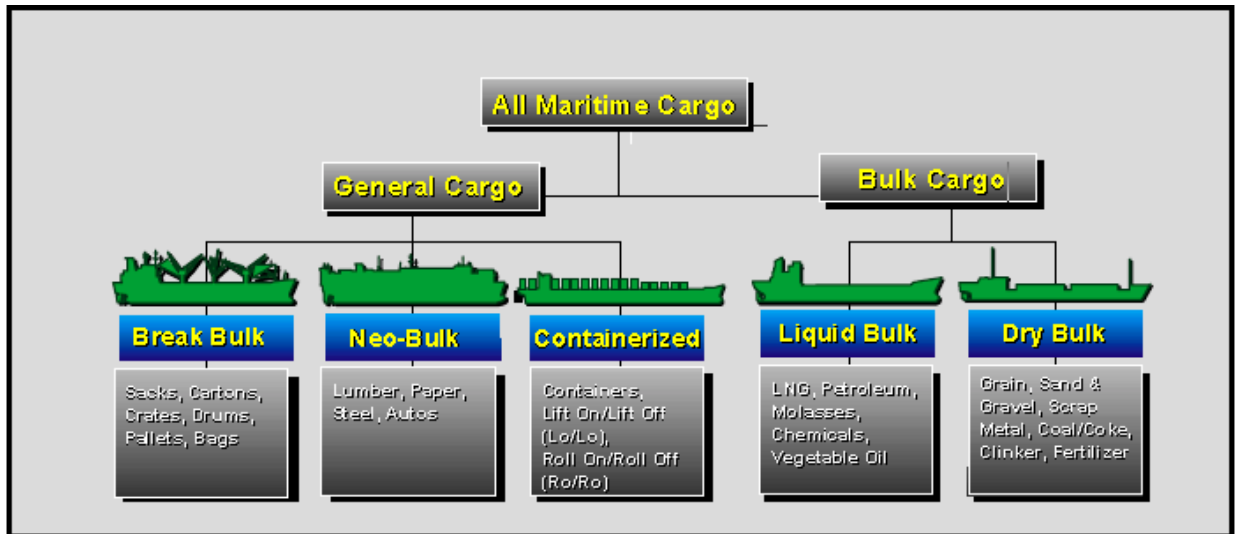 All Maritime Cargo
General Cargo
Bulk Cargo
Break Bulk
Neo-Bulk
Containerized
Liquid Bulk
Dry Bulk
Sacks, Cartons,
Crates, Drums,
Pallets, Bags
Lumber, Paper,
Steel, Autos
Containers,
Lift On/Lift Off
(Lo/Lo),
Roll On/Roll Off
(Ro/Ro)
LNG, Petroleum,
Molasses,
Chemicals,
Vegetable Oil
Grain, Sand &
Gravel, Scrap
Metal, Coal/Coke,
Clinker, Fertilizer